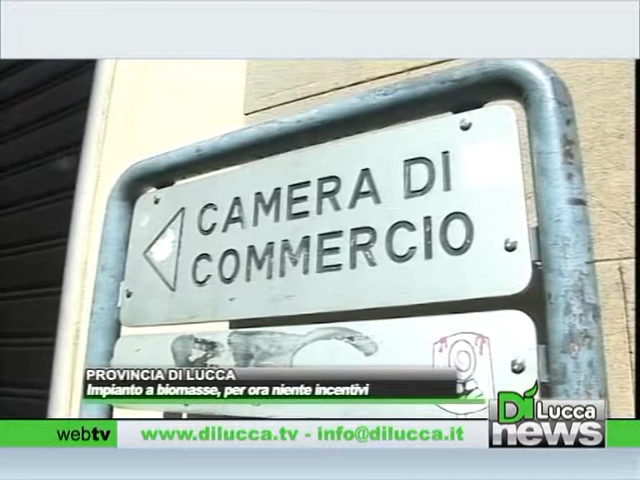 CAMERA DI
COMMERCIO
PROVINCIA DI LUCCA
Impianto a biomasse, per ora niente incentivi
webtv
www.dilucca.tv - info@dilucca.it
Dì Lucca
news